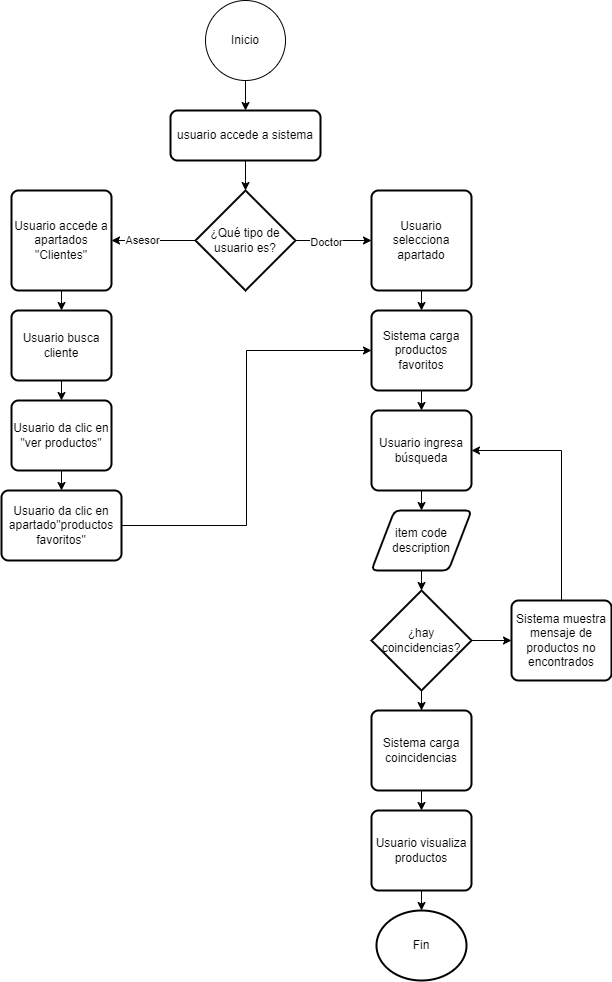 Inicio
usuario accede a sistema
¿Qué tipo de
usuario es?
Asesor
Doctor
Usuario accede a
apartados
"Clientes"
Usuario busca
cliente
Usuario da clic en
"ver productos"
Usuario da clic en
apartado"productos
favoritos"
Usuario
selecciona
apartado
Sistema carga
productos
favoritos
Usuario ingresa
búsqueda
item code
description
¿hay
coincidencias?
Sistema muestra
mensaje de
productos no
encontrados
Sistema carga
coincidencias
Usuario visualiza
productos
Fin